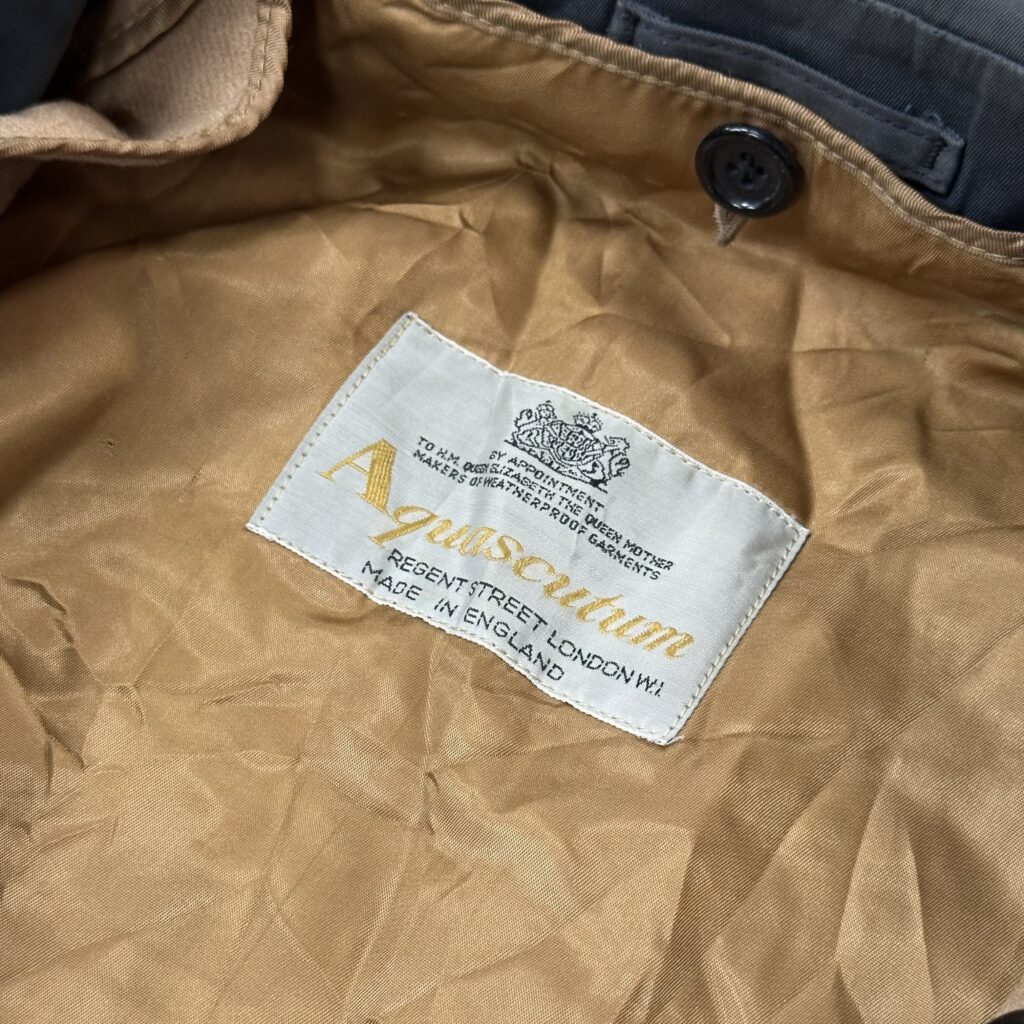 BY APPOINTMENT
TO H.M. QUEEN ELIZABETH THE QUEEN MOTHER
MAKERS OF WEATHERPROOF GARMENTS
Aquascutum
REGENT STREET LONDON W.1.
MADE IN ENGLAND